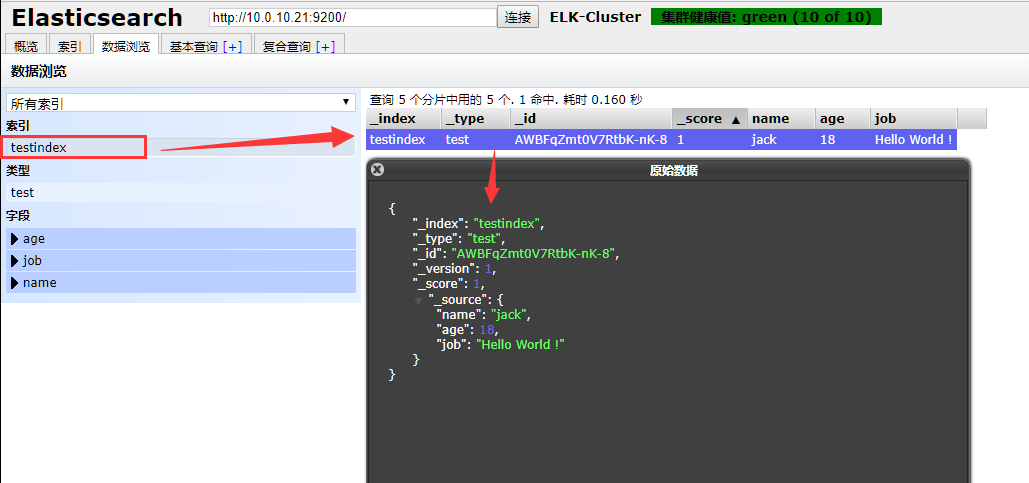 Elasticsearch http://10.0.10.21:9200/ 连接 ELK-Cluster 集群健康值: green (10 of 10)
概览 索引 数据浏览 基本查询 [+] 复合查询 [+]
数据浏览
所有索引
索引
testindex
类型
test
字段
age
job
name
查询 5 个分片中用的 5 个. 1 命中. 耗时 0.160 秒
_index _type _id _score ▲ name age job
testindex test AWBFqZmt0V7RtbK-nK-8 1 jack 18 Hello World !
原始数据
{
"_index": "testindex",
"_type": "test",
"_id": "AWBFqZmt0V7RtbK-nK-8",
"_version": 1,
"_score": 1,
"_source": {
"name": "jack",
"age": 18,
"job": "Hello World !"
}
}